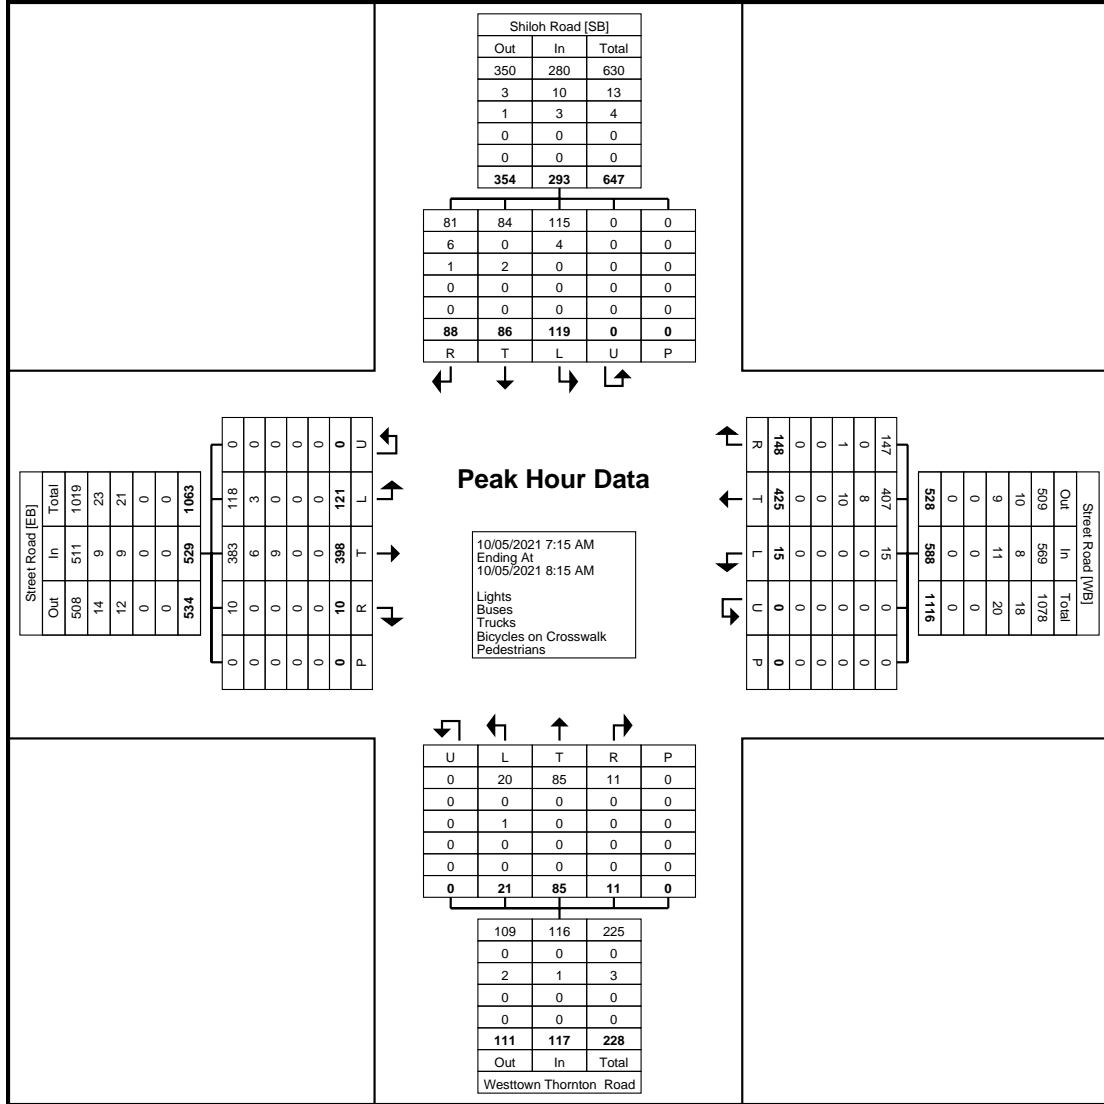 Shiloh Road [SB]
Out In Total
350 280 630
3 10 13
1 3 4
0 0 0
0 0 0
354 293 647
81 84 115 0 0
6 0 4 0 0
1 2 0 0 0
0 0 0 0 0
0 0 0 0 0
88 86 119 0 0
R T L U P
Street Road [EB]
Total 1019 23 21 0 0 1063
In 511 9 9 0 0 529
Out 508 14 12 0 0 534
0 0 0 0 0 0 U
118 3 0 0 0 121 L
383 6 9 0 0 398 T
10 0 0 0 0 10 R
0 0 0 0 0 0 P
Peak Hour Data
10/05/2021 7:15 AM
Ending At
10/05/2021 8:15 AM
Lights
Buses
Trucks
Bicycles on Crosswalk
Pedestrians
R 148 0 0 1 0 147
T 425 0 0 10 8 407
L 15 0 0 0 0 15
U 0 0 0 0 0 0
P 0 0 0 0 0 0
Street Road [WB]
Out 509 10 9 0 0 528
In 569 8 11 0 0 588
Total 1078 18 20 0 0 1116
U L T R P
0 20 85 11 0
0 0 0 0 0
0 1 0 0 0
0 0 0 0 0
0 0 0 0 0
0 21 85 11 0
109 116 225
0 0 0
2 1 3
0 0 0
0 0 0
111 117 228
Out In Total
Westtown Thornton Road